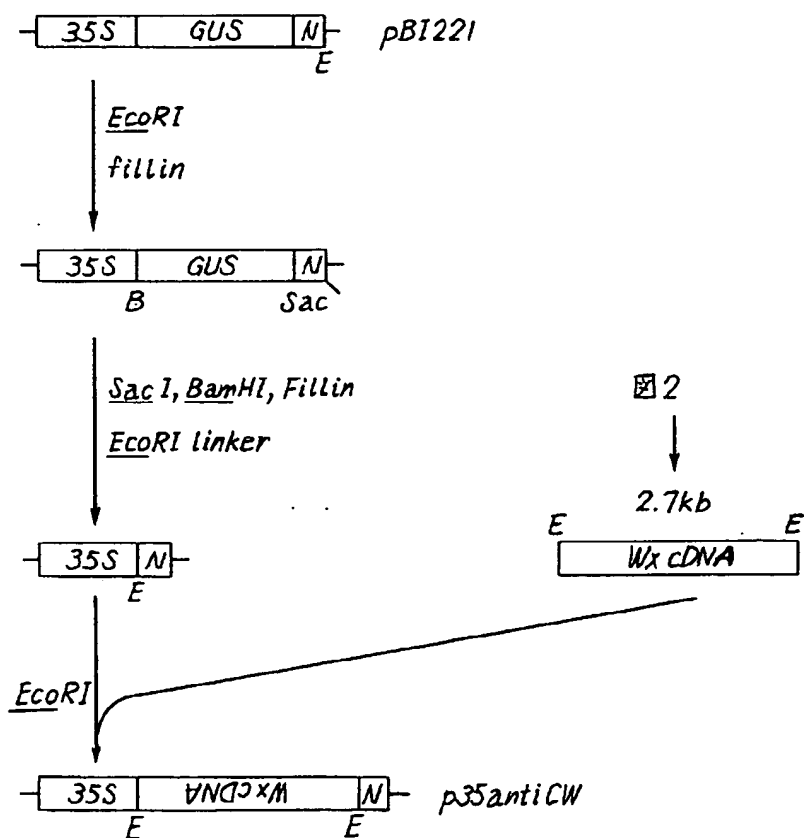 35S GUS N pBI221
E
EcoRI
fillin
35S GUS N
B Sac
SacI, BamHI, Fillin
EcoRI linker
図2
2.7kb
E E
Wx cDNA
35S N
E
EcoRI
35S WxcDNA N p35antiCW
E E